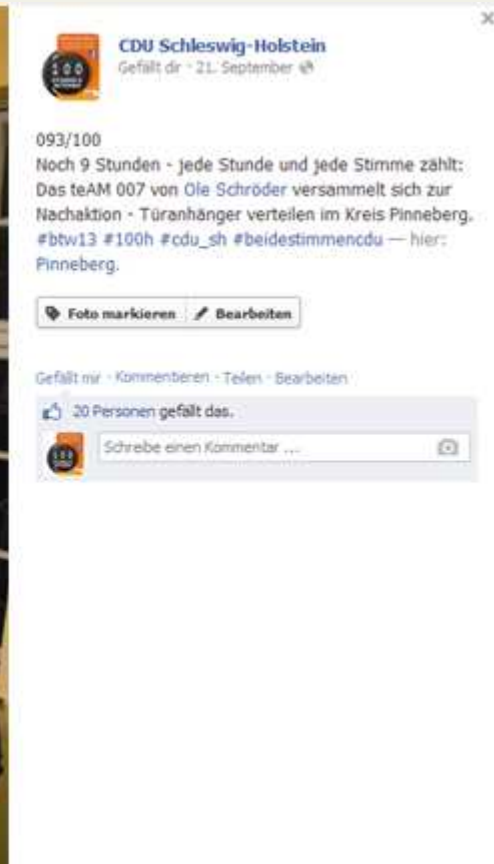 ×
CDU Schleswig-Holstein
Gefällt dir · 21. September
100
093/100
Noch 9 Stunden - jede Stunde und jede Stimme zählt:
Das teAM 007 von Ole Schröder versammelt sich zur
Nachaktion - Türanhänger verteilen im Kreis Pinneberg.
#btw13 #100h #cdu_sh #beidestimmencdu — hier:
Pinneberg.
Foto markieren Bearbeiten
Gefällt mir · Kommentieren · Teilen · Bearbeiten
20 Personen gefällt das.
Schreibe einen Kommentar ...